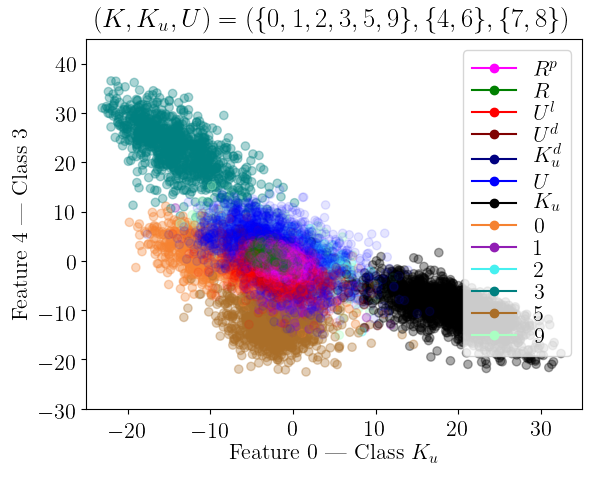 (K, K_u, U) = ({0, 1, 2, 3, 5, 9}, {4, 6}, {7, 8})
R^p
R
U^l
U^d
K_u^d
U
K_u
0
1
2
3
5
9
40
30
20
10
0
−10
−20
−30
Feature 4 — Class 3
−20 −10 0 10 20 30
Feature 0 — Class K_u